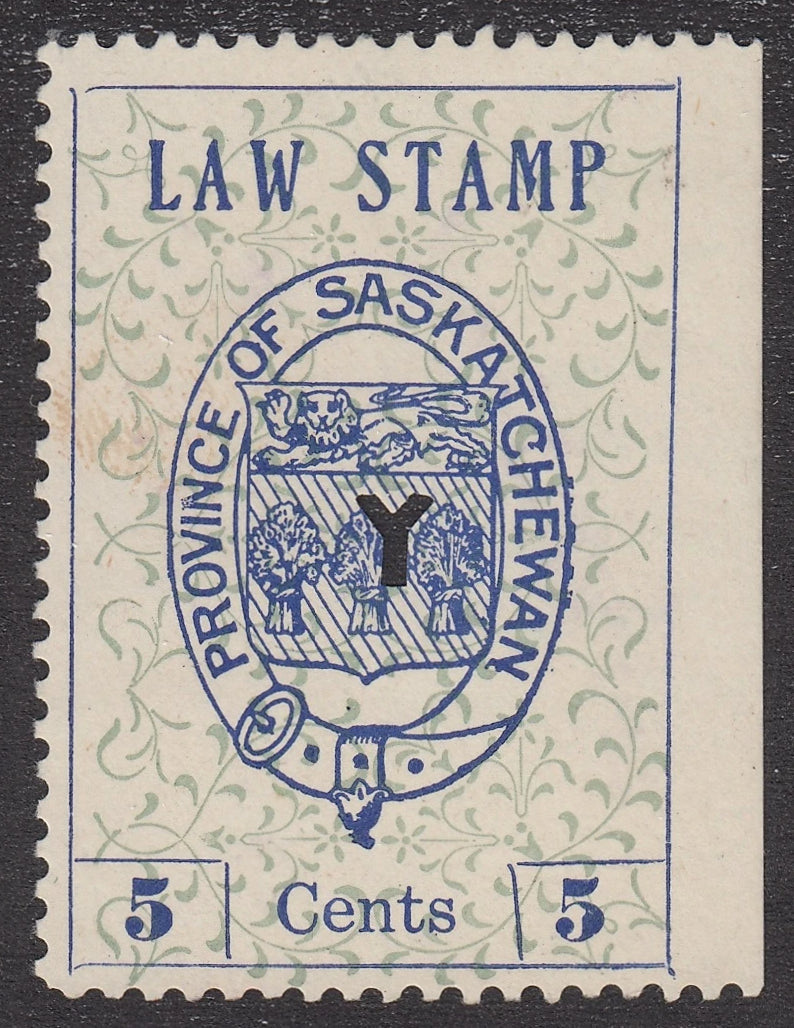 LAW STAMP
PROVINCE OF SASKATCHEWAN
Y
5 Cents 5